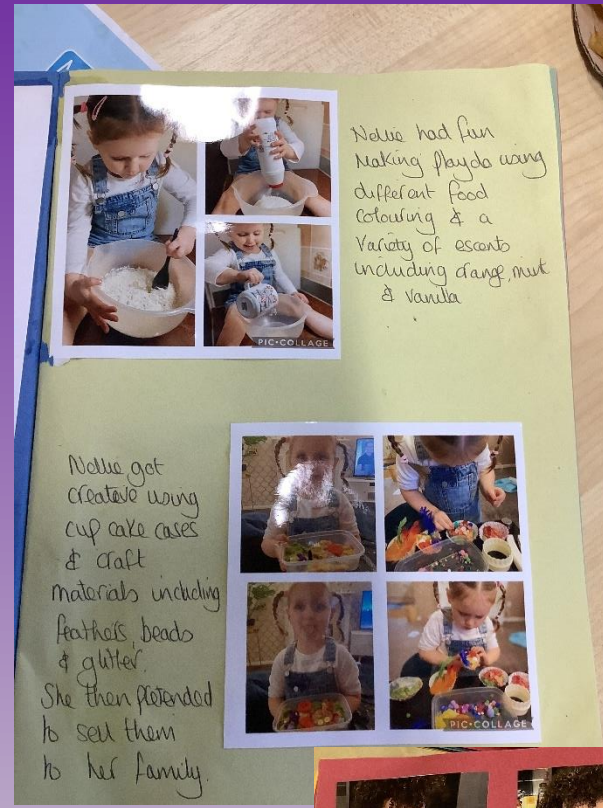 Nellie had fun
Making playdo using
different food
colouring & a
variety of escents
including orange, mint
& vanilla
PIC•COLLAGE
Nellie got
creative using
cup cake cases
& craft
materials including
feathers, beads
& glitter.
She then pretended
to sell them
to her family.
PIC•COLLAGE